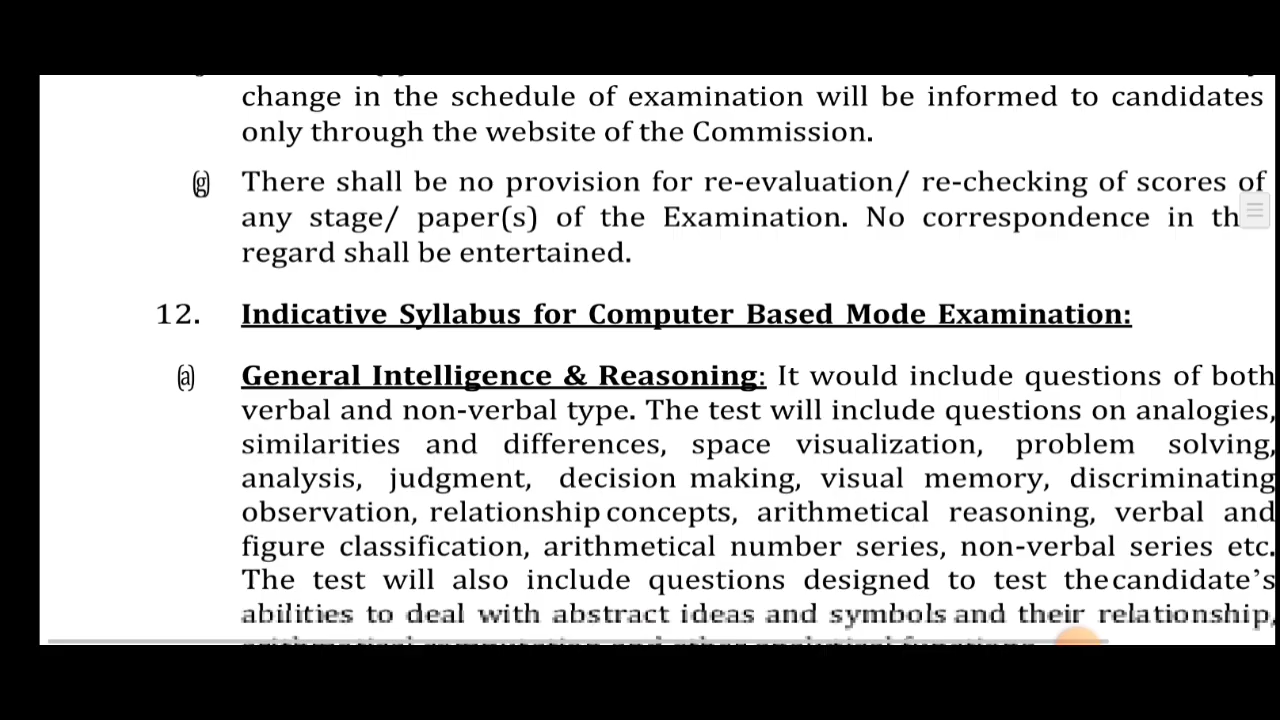 change in the schedule of examination will be informed to candidates
only through the website of the Commission.
(g) There shall be no provision for re-evaluation/ re-checking of scores of
any stage/ paper(s) of the Examination. No correspondence in th
regard shall be entertained.
12. Indicative Syllabus for Computer Based Mode Examination:
(a) General Intelligence & Reasoning: It would include questions of both
verbal and non-verbal type. The test will include questions on analogies,
similarities and differences, space visualization, problem solving,
analysis, judgment, decision making, visual memory, discriminating
observation, relationship concepts, arithmetical reasoning, verbal and
figure classification, arithmetical number series, non-verbal series etc.
The test will also include questions designed to test thecandidate’s
abilities to deal with abstract ideas and symbols and their relationship,